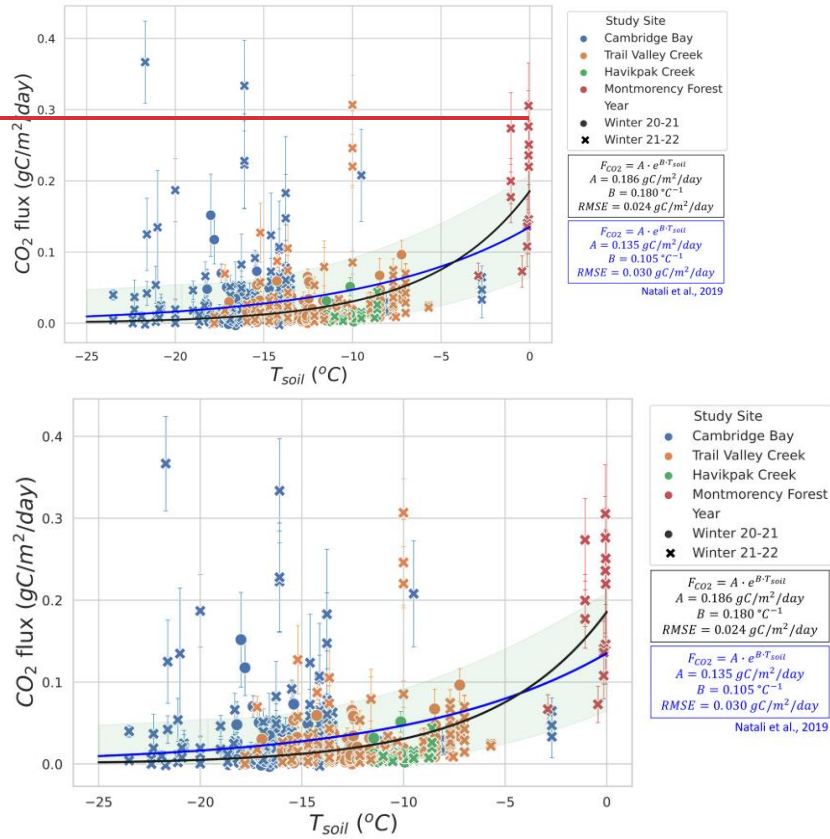 0.4
0.3
0.2
0.1
0.0
CO2 flux (gC/m²/day)
−25
−20
−15
−10
−5
0
Tsoil (°C)
Study Site
Cambridge Bay
Trail Valley Creek
Havikpak Creek
Montmorency Forest
Year
Winter 20-21
Winter 21-22
FCO2 = A · e^B·Tsoil
A = 0.186 gC/m²/day
B = 0.180 °C⁻¹
RMSE = 0.024 gC/m²/day
FCO2 = A · e^B·Tsoil
A = 0.135 gC/m²/day
B = 0.105 °C⁻¹
RMSE = 0.030 gC/m²/day
Natali et al., 2019
0.4
0.3
0.2
0.1
0.0
CO2 flux (gC/m²/day)
−25
−20
−15
−10
−5
0
Tsoil (°C)
Study Site
Cambridge Bay
Trail Valley Creek
Havikpak Creek
Montmorency Forest
Year
Winter 20-21
Winter 21-22
FCO2 = A · e^B·Tsoil
A = 0.186 gC/m²/day
B = 0.180 °C⁻¹
RMSE = 0.024 gC/m²/day
FCO2 = A · e^B·Tsoil
A = 0.135 gC/m²/day
B = 0.105 °C⁻¹
RMSE = 0.030 gC/m²/day
Natali et al., 2019